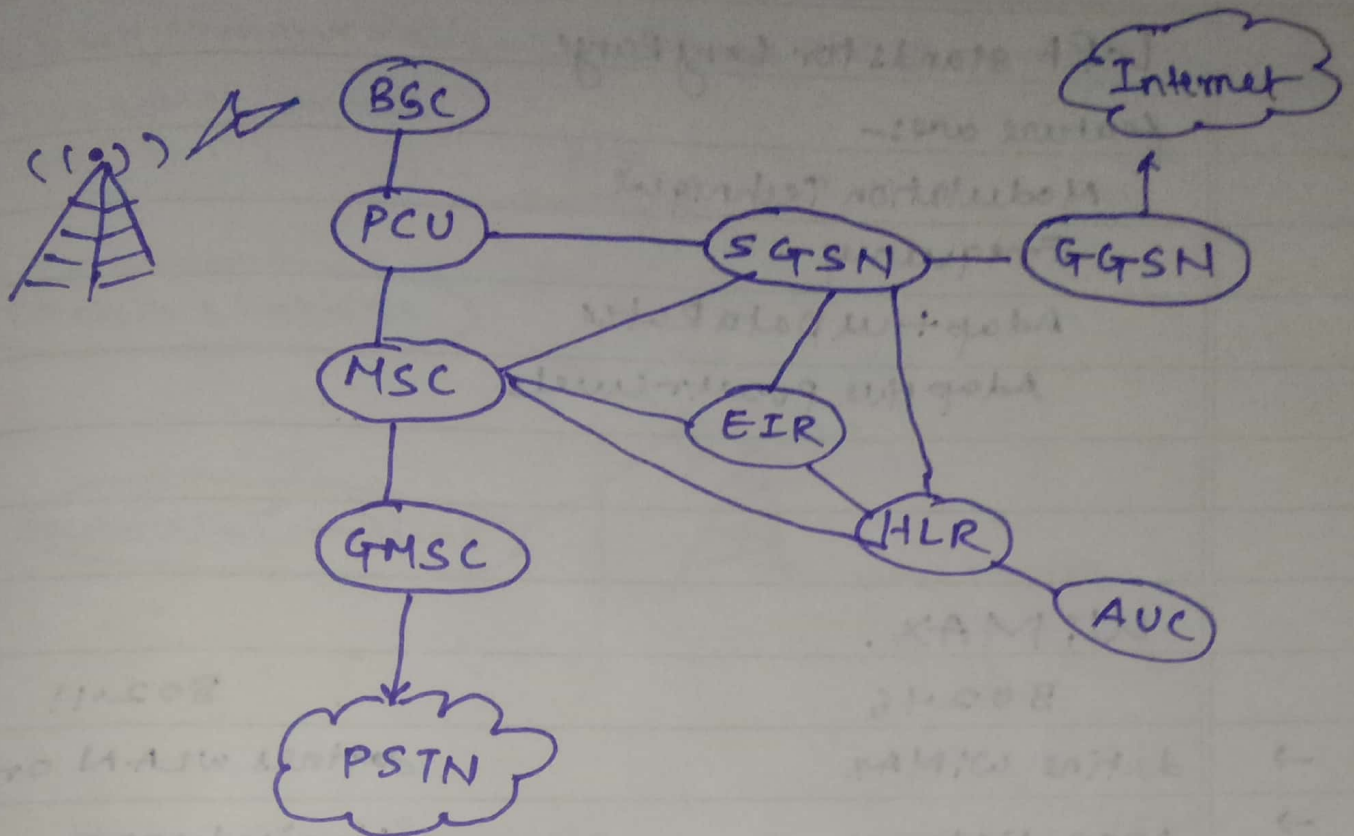 BSC
Internet
PCU
SGSN
GGSN
MSC
EIR
HLR
GMSC
AUC
PSTN